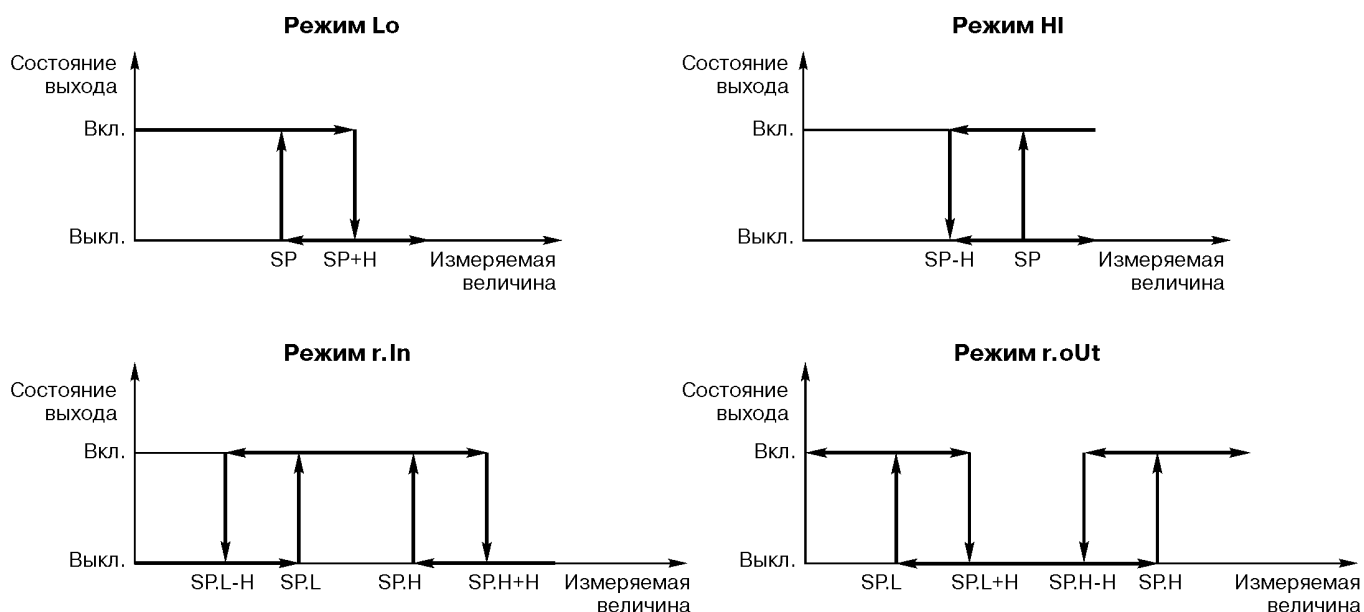 Режим Lo
Состояние
выхода
Вкл.
Выкл.
SP
SP+H
Измеряемая
величина
Режим HI
Состояние
выхода
Вкл.
Выкл.
SP-H
SP
Измеряемая
величина
Режим r.In
Состояние
выхода
Вкл.
Выкл.
SP.L-H
SP.L
SP.H
SP.H+H
Измеряемая
величина
Режим r.oUt
Состояние
выхода
Вкл.
Выкл.
SP.L
SP.L+H
SP.H-H
SP.H
Измеряемая
величина